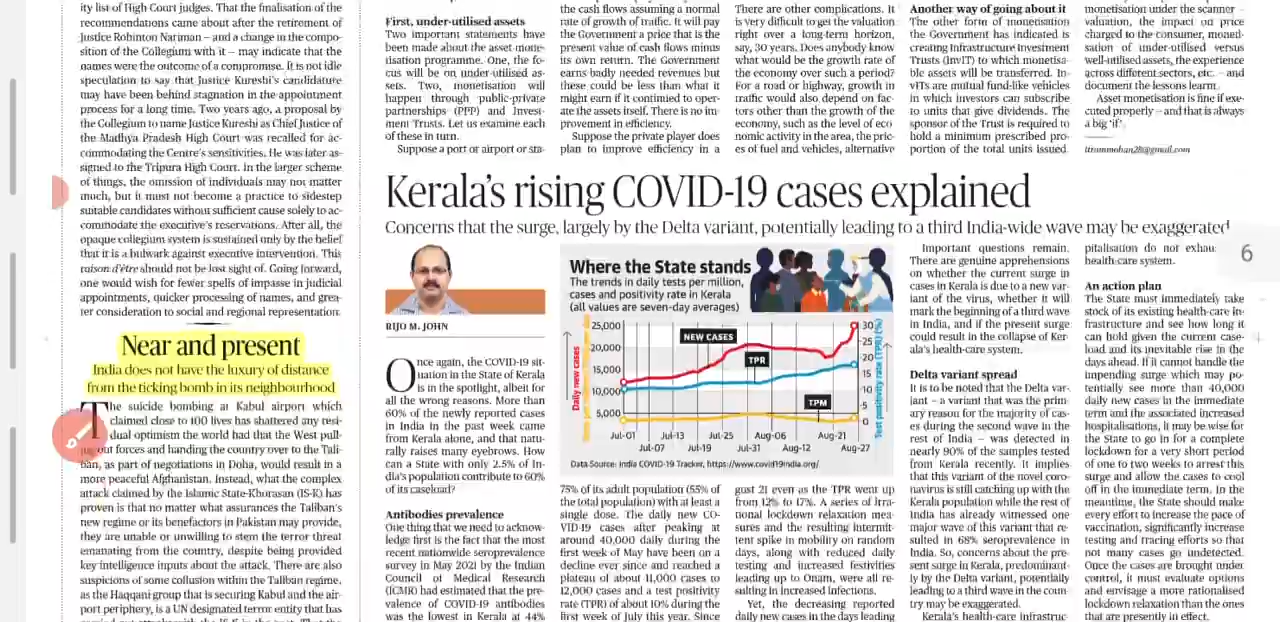 ity list of High Court judges. That the finalisation of the
recommendations came about after the retirement of
Justice Robinton Nariman – and a change in the compo-
sition of the Collegium with it – may indicate that the
names were the outcome of a compromise. It is not idle
speculation to say that Justice Kureshi's candidature
may have been behind stagnation in the appointment
process for a long time. Two years ago, a proposal by
the Collegium to name Justice Kureshi as Chief Justice of
the Madhya Pradesh High Court was recalled for ac-
commodating the Centre's sensitivities. He was later as-
signed to the Tripura High Court. In the larger scheme
of things, the omission of individuals may not matter
much, but it must not become a practice to sidestep
suitable candidates without sufficient cause solely to ac-
commodate the executive's reservations. After all, the
opaque collegium system is sustained only by the belief
that it is a bulwark against executive intervention. This
raison d'être should not be lost sight of. Going forward,
one would wish for fewer spells of impasse in judicial
appointments, quicker processing of names, and grea-
ter consideration to social and regional representation.
Near and present
India does not have the luxury of distance
from the ticking bomb in its neighbourhood
The suicide bombing at Kabul airport which
claimed close to 100 lives has shattered any resi-
dual optimism the world had that the West pull-
out forces and handing the country over to the Tali-
ban, as part of negotiations in Doha, would result in a
more peaceful Afghanistan. Instead, what the complex
attack claimed by the Islamic State-Khorasan (IS-K) has
proven is that no matter what assurances the Taliban's
new regime or its benefactors in Pakistan may provide,
they are unable or unwilling to stem the terror threat
emanating from the country, despite being provided
key intelligence inputs about the attack. There are also
suspicions of some collusion within the Taliban regime,
as the Haqqani group that is securing Kabul and the air-
port periphery, is a UN designated terror entity that has
First, under-utilised assets
Two important statements have
been made about the asset mone-
tisation programme. One, the fo-
cus will be on under-utilised as-
sets. Two, monetisation will
happen through public-private
partnerships (PPP) and Invest-
ment Trusts. Let us examine each
of these in turn.
Suppose a port or airport or sta-
the cash flows assuming a normal
rate of growth of traffic. It will pay
the Government a price that is the
present value of cash flows minus
its own return. The Government
earns badly needed revenues but
these could be less than what it
might earn if it continued to oper-
ate the assets itself. There is no im-
provement in efficiency.
Suppose the private player does
plan to improve efficiency in a
There are other complications. It
is very difficult to get the valuation
right over a long-term horizon,
say, 30 years. Does anybody know
what would be the growth rate of
the economy over such a period?
For a road or highway, growth in
traffic would also depend on fac-
tors other than the growth of the
economy, such as the level of eco-
nomic activity in the area, the pric-
es of fuel and vehicles, alternative
Another way of going about it
The other form of monetisation
the Government has indicated is
creating Infrastructure Investment
Trusts (InvIT) to which monetisa-
ble assets will be transferred. In-
vITs are mutual fund-like vehicles
in which investors can subscribe
to units that give dividends. The
sponsor of the Trust is required to
hold a minimum prescribed pro-
portion of the total units issued.
monetisation under the scanner –
valuation, the impact on price
charged to the consumer, moneti-
sation of under-utilised versus
well-utilised assets, the experience
across different sectors, etc. – and
document the lessons learnt.
Asset monetisation is fine if exe-
cuted properly – and that is always
a big 'if'.
ttrammohan28@gmail.com
Kerala's rising COVID-19 cases explained
Concerns that the surge, largely by the Delta variant, potentially leading to a third India-wide wave may be exaggerated
6
RIJO M. JOHN
Once again, the COVID-19 sit-
uation in the State of Kerala
is in the spotlight, albeit for
all the wrong reasons. More than
60% of the newly reported cases
in India in the past week came
from Kerala alone, and that natu-
rally raises many eyebrows. How
can a State with only 2.5% of In-
dia's population contribute to 60%
of its caseload?
Antibodies prevalence
One thing that we need to acknow-
ledge first is the fact that the most
recent nationwide seroprevalence
survey in May 2021 by the Indian
Council of Medical Research
(ICMR) had estimated that the pre-
valence of COVID-19 antibodies
was the lowest in Kerala at 44%
Where the State stands
The trends in daily tests per million,
cases and positivity rate in Kerala
(all values are seven-day averages)
25,000
20,000
15,000
10,000
5,000
Daily new cases
NEW CASES
TPR
TPM
30
25
20
15
10
5
0
Test positivity rate (TPR) (%)
Jul-01
Jul-07
Jul-13
Jul-19
Jul-25
Jul-31
Aug-06
Aug-12
Aug-21
Aug-27
Data Source: India COVID-19 Tracker, https://www.covid19india.org/
75% of its adult population (55% of
the total population) with at least a
single dose. The daily new CO-
VID-19 cases after peaking at
around 40,000 daily during the
first week of May have been on a
decline ever since and reached a
plateau of about 11,000 cases to
12,000 cases and a test positivity
rate (TPR) of about 10% during the
first week of July this year. Since
gust 21 even as the TPR went up
from 12% to 17%. A series of irra-
tional lockdown relaxation mea-
sures and the resulting intermit-
tent spike in mobility on random
days, along with reduced daily
testing and increased festivities
leading up to Onam, were all re-
sulting in increased infections.
Yet, the decreasing reported
daily new cases in the days leading
Important questions remain.
There are genuine apprehensions
on whether the current surge in
cases in Kerala is due to a new var-
iant of the virus, whether it will
mark the beginning of a third wave
in India, and if the present surge
could result in the collapse of Ker-
ala's health-care system.
Delta variant spread
It is to be noted that the Delta var-
iant – a variant that was the pri-
mary reason for the majority of cas-
es during the second wave in the
rest of India – was detected in
nearly 90% of the samples tested
from Kerala recently. It implies
that this variant of the novel coro-
navirus is still catching up with the
Kerala population while the rest of
India has already witnessed one
major wave of this variant that re-
sulted in 68% seroprevalence in
India. So, concerns about the pre-
sent surge in Kerala, predominant-
ly by the Delta variant, potentially
leading to a third wave in the coun-
try may be exaggerated.
Kerala's health-care infrastruc-
pitalisation do not exhau
health-care system.
An action plan
The State must immediately take
stock of its existing health-care in-
frastructure and see how long it
can hold given the current case-
load and its inevitable rise in the
days ahead. If it cannot handle the
impending surge which may po-
tentially see more than 40,000
daily new cases in the immediate
term and the associated increased
hospitalisations, it may be wise for
the State to go in for a complete
lockdown for a very short period
of one to two weeks to arrest this
surge and allow the cases to cool
off in the immediate term. In the
meantime, the State should make
every effort to increase the pace of
vaccination, significantly increase
testing and tracing efforts so that
not many cases go undetected.
Once the cases are brought under
control, it must evaluate options
and envisage a more rationalised
lockdown relaxation than the ones
that are presently in effect.